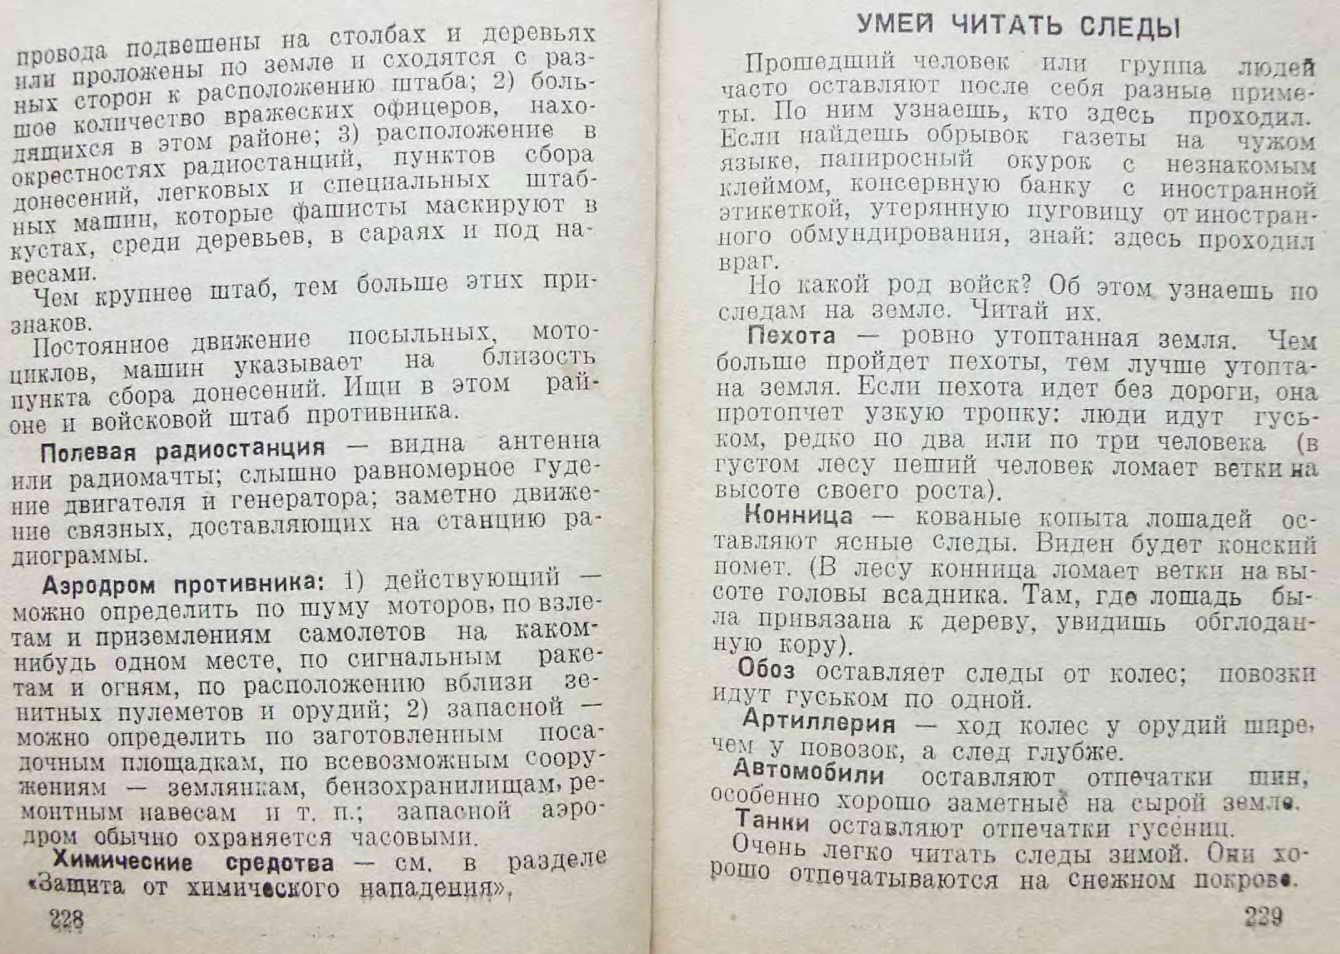 провода подвешены на столбах и деревьях
или проложены по земле и сходятся с раз-
ных сторон к расположению штаба; 2) боль-
шое количество вражеских офицеров, нахо-
дящихся в этом районе; 3) расположение в
окрестностях радиостанций, пунктов сбора
донесений, легковых и специальных штаб-
ных машин, которые фашисты маскируют в
кустах, среди деревьев, в сараях и под на-
весами.
Чем крупнее штаб, тем больше этих при-
знаков.
Постоянное движение посыльных, мото-
циклов, машин указывает на близость
пункта сбора донесений. Ищи в этом рай-
оне и войсковой штаб противника.
Полевая радиостанция — видна антенна
или радиомачты; слышно равномерное гуде-
ние двигателя и генератора; заметно движе-
ние связных, доставляющих на станцию ра-
диограммы.
Аэродром противника: 1) действующий —
можно определить по шуму моторов, по взле-
там и приземлениям самолетов на каком-
нибудь одном месте, по сигнальным раке-
там и огням, по расположению вблизи зе-
нитных пулеметов и орудий; 2) запасной —
можно определить по заготовленным поса-
дочным площадкам, по всевозможным соору-
жениям — землянкам, бензохранилищам, ре-
монтным навесам и т. п.; запасной аэро-
дром обычно охраняется часовыми.
Химические средства — см. в разделе
«Защита от химического нападения»,
228
УМЕЙ ЧИТАТЬ СЛЕДЫ
Прошедший человек или группа людей
часто оставляют после себя разные приме-
ты. По ним узнаешь, кто здесь проходил.
Если найдешь обрывок газеты на чужом
языке, папиросный окурок с незнакомым
клеймом, консервную банку с иностранной
этикеткой, утерянную пуговицу от иностран-
ного обмундирования, знай: здесь проходил
враг.
Но какой род войск? Об этом узнаешь по
следам на земле. Читай их.
Пехота — ровно утоптанная земля. Чем
больше пройдет пехоты, тем лучше утопта-
на земля. Если пехота идет без дороги, она
протопчет узкую тропку: люди идут гусь-
ком, редко по два или по три человека (в
густом лесу пеший человек ломает ветки на
высоте своего роста).
Конница — кованые копыта лошадей ос-
тавляют ясные следы. Виден будет конский
помет. (В лесу конница ломает ветки на вы-
соте головы всадника. Там, где лошадь бы-
ла привязана к дереву, увидишь обглодан-
ную кору).
Обоз оставляет следы от колес; повозки
идут гуськом по одной.
Артиллерия — ход колес у орудий шире,
чем у повозок, а след глубже.
Автомобили оставляют отпечатки шин,
особенно хорошо заметные на сырой земле.
Танки оставляют отпечатки гусениц.
Очень легко читать следы зимой. Они хо-
рошо отпечатываются на снежном покрове.
229